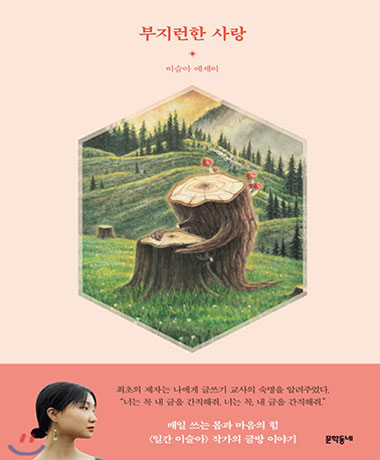 부지런한 사랑
이슬아 에세이
최초의 제자는 나에게 글쓰기 교사의 숙명을 알려주었다.
“너는 꼭 내 글을 간직해줘. 너는 꼭, 내 글을 간직해줘.”
매일 쓰는 몸과 마음의 힘
〈일간 이슬아〉 작가의 글방 이야기
문학동네